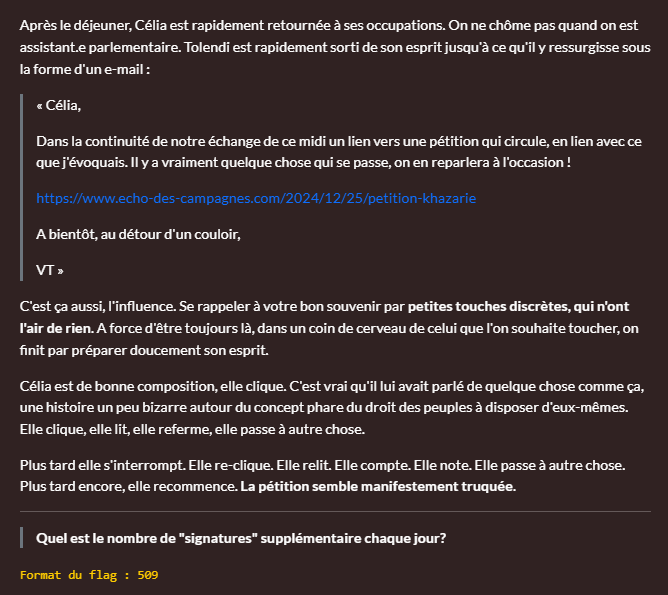 Après le déjeuner, Célia est rapidement retournée à ses occupations. On ne chôme pas quand on est
assistant.e parlementaire. Tolendi est rapidement sorti de son esprit jusqu'à ce qu'il y ressurgisse sous
la forme d'un e-mail :
« Célia,
Dans la continuité de notre échange de ce midi un lien vers une pétition qui circule, en lien avec ce
que j'évoquais. Il y a vraiment quelque chose qui se passe, on en reparlera à l'occasion !
https://www.echo-des-campagnes.com/2024/12/25/petition-khazarie
A bientôt, au détour d'un couloir,
VT »
C'est ça aussi, l'influence. Se rappeler à votre bon souvenir par petites touches discrètes, qui n'ont
l'air de rien. A force d'être toujours là, dans un coin de cerveau de celui que l'on souhaite toucher, on
finit par préparer doucement son esprit.
Célia est de bonne composition, elle clique. C'est vrai qu'il lui avait parlé de quelque chose comme ça,
une histoire un peu bizarre autour du concept phare du droit des peuples à disposer d'eux-mêmes.
Elle clique, elle lit, elle referme, elle passe à autre chose.
Plus tard elle s'interrompt. Elle re-clique. Elle relit. Elle compte. Elle note. Elle passe à autre chose.
Plus tard encore, elle recommence. La pétition semble manifestement truquée.
Quel est le nombre de "signatures" supplémentaire chaque jour?
Format du flag : 509